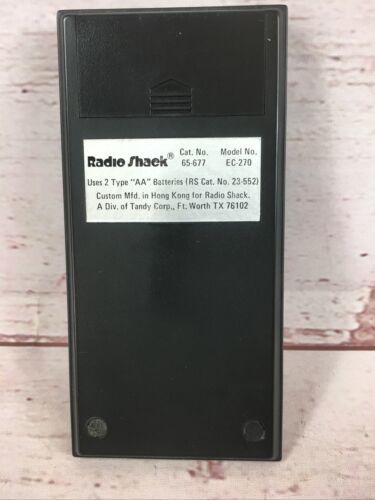 Radio Shack® Cat. No. Model No.
65-677 EC-270
Uses 2 Type "AA" Batteries (RS Cat. No. 23-552)
Custom Mfd. in Hong Kong for Radio Shack.
A Div. of Tandy Corp., Ft. Worth TX 76102